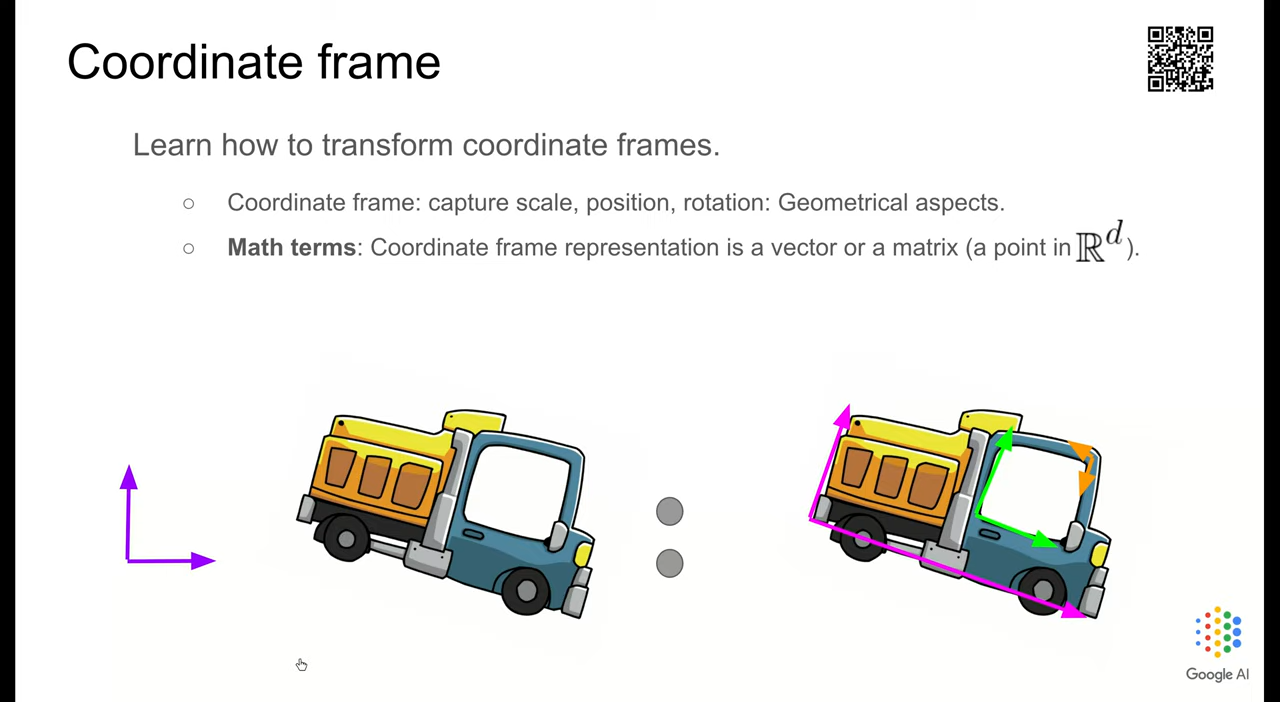 Coordinate frame
Learn how to transform coordinate frames.
○ Coordinate frame: capture scale, position, rotation: Geometrical aspects.
○ Math terms: Coordinate frame representation is a vector or a matrix (a point in ℝ^d ).
Google AI